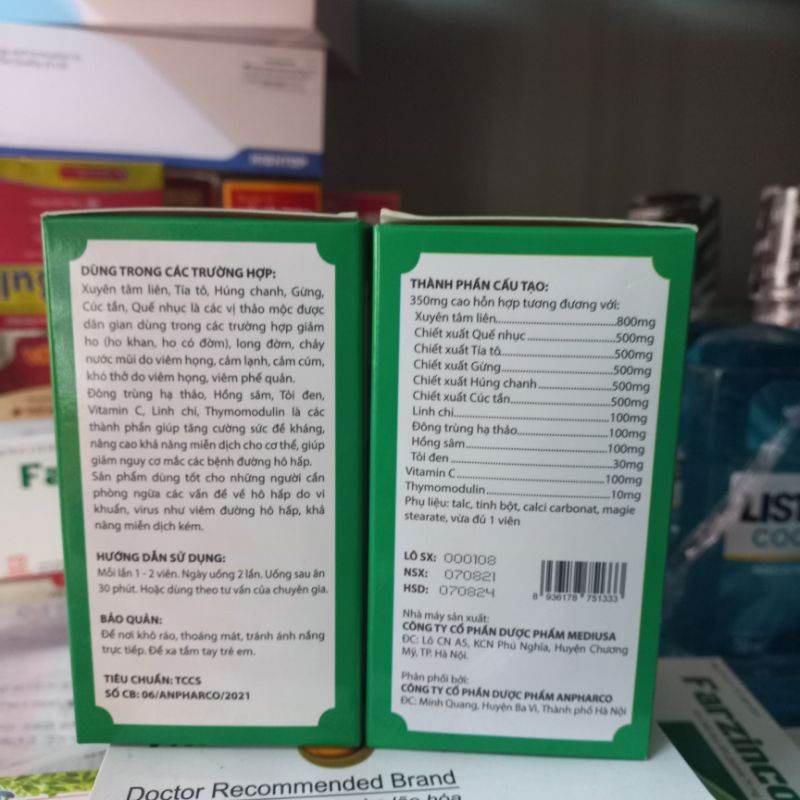 DÙNG TRONG CÁC TRƯỜNG HỢP:
Xuyên tâm liên, Tía tô, Húng chanh, Gừng,
Cúc tần, Quế nhục là các vị thảo mộc được
dân gian dùng trong các trường hợp giảm
ho (ho khan, ho có đờm), long đờm, chảy
nước mũi do viêm họng, cảm lạnh, cảm cúm,
khó thở do viêm họng, viêm phế quản.
Đông trùng hạ thảo, Hồng sâm, Tỏi đen,
Vitamin C, Linh chi, Thymomodulin là các
thành phần giúp tăng cường sức đề kháng,
nâng cao khả năng miễn dịch cho cơ thể, giúp
giảm nguy cơ mắc các bệnh đường hô hấp.
Sản phẩm dùng tốt cho những người cần
phòng ngừa các vấn đề về hô hấp do vi
khuẩn, virus như viêm đường hô hấp, khả
năng miễn dịch kém.
HƯỚNG DẪN SỬ DỤNG:
Mỗi lần 1 - 2 viên. Ngày uống 2 lần. Uống sau ăn
30 phút. Hoặc dùng theo tư vấn của chuyên gia.
BẢO QUẢN:
Để nơi khô ráo, thoáng mát, tránh ánh nắng
trực tiếp. Để xa tầm tay trẻ em.
TIÊU CHUẨN: TCCS
SỐ CB: 06/ANPHARCO/2021
THÀNH PHẦN CẤU TẠO:
350mg cao hỗn hợp tương đương với:
Xuyên tâm liên...800mg
Chiết xuất Quế nhục...500mg
Chiết xuất Tía tô...500mg
Chiết xuất Gừng...500mg
Chiết xuất Húng chanh...500mg
Chiết xuất Cúc tần...500mg
Linh chi...100mg
Đông trùng hạ thảo...100mg
Hồng sâm...100mg
Tỏi đen...30mg
Vitamin C...100mg
Thymomodulin...10mg
Phụ liệu: talc, tinh bột, calci carbonat, magie
stearate, vừa đủ 1 viên
LÔ SX: 000108
NSX: 070821
HSD: 070824
8 936178 751333
Nhà máy sản xuất:
CÔNG TY CỔ PHẦN DƯỢC PHẨM MEDIUSA
ĐC: Lô CN A5, KCN Phú Nghĩa, Huyện Chương
Mỹ, TP. Hà Nội.
Phân phối bởi:
CÔNG TY CỔ PHẦN DƯỢC PHẨM ANPHARCO
ĐC: Minh Quang, Huyện Ba Vì, Thành phố Hà Nội
LIST
COO
Farzinco
Doctor Recommended Brand